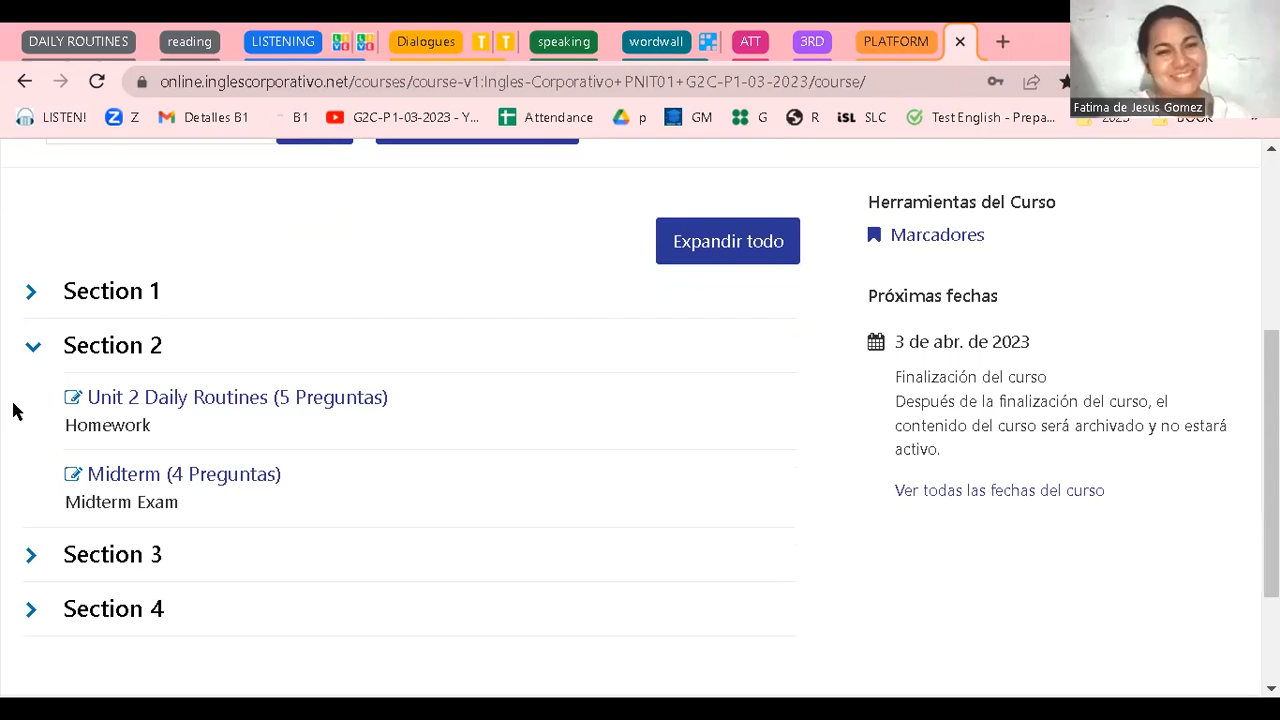 DAILY ROUTINES reading LISTENING Dialogues speaking wordwall ATT 3RD PLATFORM
online.inglescorporativo.net/courses/course-v1:Ingles-Corporativo+PNIT01+G2C-P1-03-2023/course/
Fatima de Jesus Gomez
LISTEN! Z Detalles B1 B1 G2C-P1-03-2023 - Y... Attendance p GM G R iSL SLC Test English - Prepa... 2023 BOOK
Herramientas del Curso
Expandir todo
Marcadores
Section 1
Próximas fechas
Section 2
3 de abr. de 2023
Finalización del curso
Unit 2 Daily Routines (5 Preguntas)
Después de la finalización del curso, el
Homework
contenido del curso será archivado y no estará
activo.
Midterm (4 Preguntas)
Ver todas las fechas del curso
Midterm Exam
Section 3
Section 4